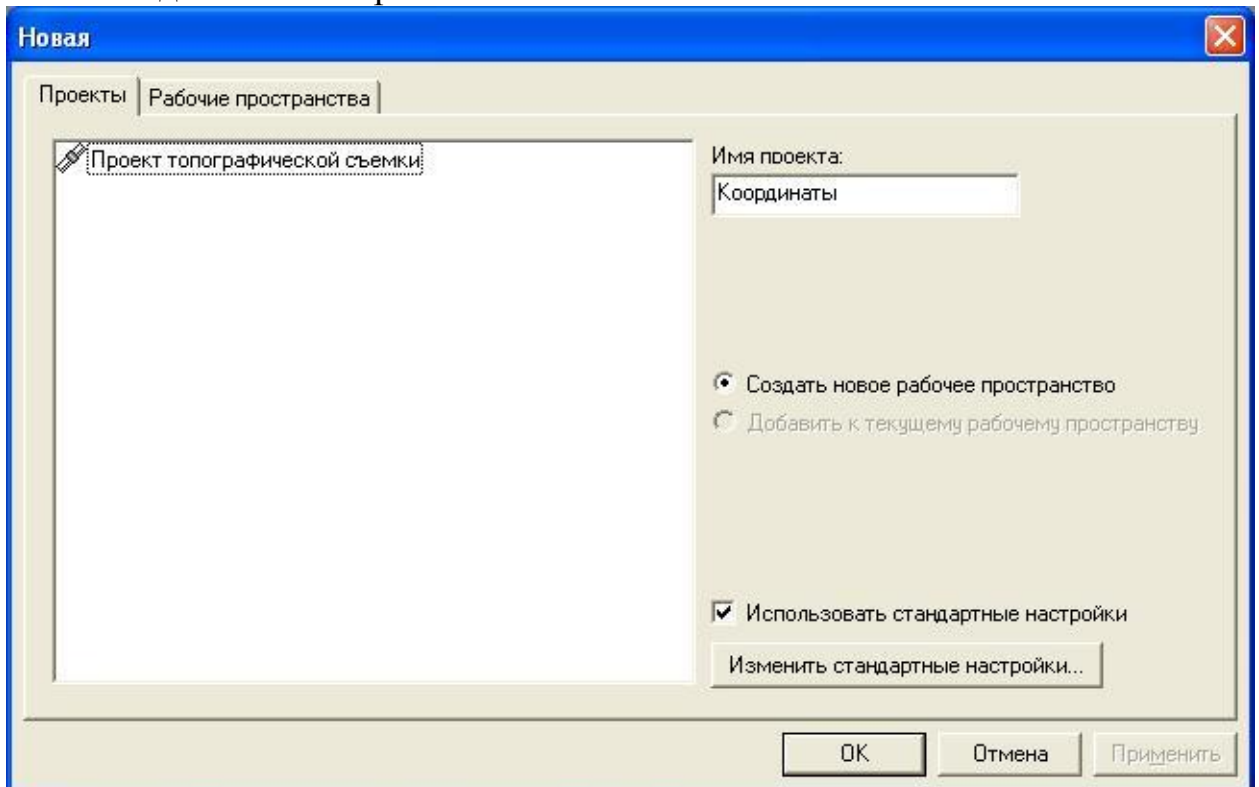 Новая
Проекты Рабочие пространства
Проект топографической съемки
Имя проекта:
Координаты
Создать новое рабочее пространство
Добавить к текущему рабочему пространству
Использовать стандартные настройки
Изменить стандартные настройки...
OK Отмена Применить